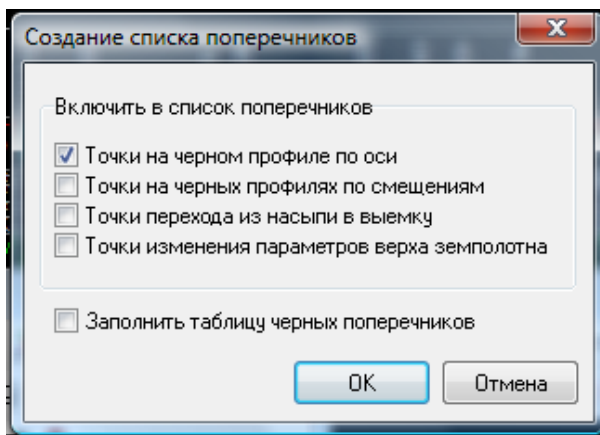 Создание списка поперечников
Включить в список поперечников
Точки на черном профиле по оси
Точки на черных профилях по смещениям
Точки перехода из насыпи в выемку
Точки изменения параметров верха земполотна
Заполнить таблицу черных поперечников
ОК Отмена